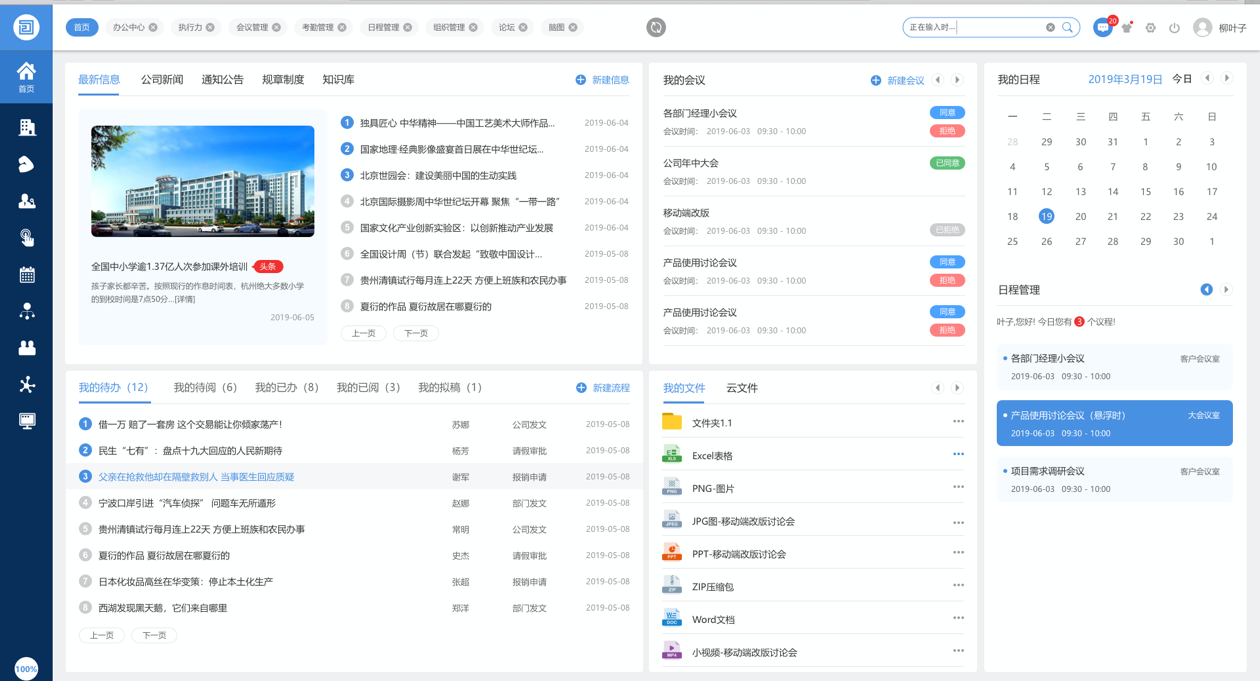 首页 办公中心 执行力 会议管理 考勤管理 日程管理 组织管理 论坛 脑图 正在输入时... 20 柳叶子
首页
100%
最新信息 公司新闻 通知公告 规章制度 知识库 新建信息
全国中小学逾1.37亿人次参加课外培训 头条
孩子家长都辛苦。按照现行的作息时间表，杭州绝大多数小学
的到校时间是7点50分...[详情]
2019-06-05
1 独具匠心 中华精神——中国工艺美术大师作品... 2019-06-04
2 国家地理·经典影像盛宴首日展在中华世纪坛... 2019-06-04
3 北京世园会：建设美丽中国的生动实践 2019-06-04
4 北京国际摄影周中华世纪坛开幕 聚焦“一带一路” 2019-06-04
5 国家文化产业创新实验区：以创新推动产业发展 2019-06-04
6 全国设计周（节）联合发起“致敬中国设计... 2019-06-04
7 贵州清镇试行每月连上22天 方便上班族和农民办事 2019-05-08
8 夏衍的作品 夏衍故居在哪夏衍的 2019-05-08
上一页 下一页
我的会议 新建会议
各部门经理小会议 同意
会议时间： 2019-06-03 09:30 - 10:00 拒绝
公司年中大会 已同意
会议时间： 2019-06-03 09:30 - 10:00
移动端改版
会议时间： 2019-06-03 09:30 - 10:00 已拒绝
产品使用讨论会议 同意
会议时间： 2019-06-03 09:30 - 10:00 拒绝
产品使用讨论会议 同意
会议时间： 2019-06-03 09:30 - 10:00 拒绝
我的日程 2019年3月19日 今日
一 二 三 四 五 六 日
28 29 30 31 1 2 3
4 5 6 7 8 9 10
11 12 13 14 15 16 17
18 19 20 21 22 23 24
25 26 27 28 29 30 1
日程管理
叶子,您好! 今日您有 3 个议程!
各部门经理小会议 客户会议室
2019-06-03 09:30 - 10:00
产品使用讨论会议（悬浮时） 大会议室
2019-06-03 09:30 - 10:00
项目需求调研会议 客户会议室
2019-06-03 09:30 - 10:00
我的待办（12） 我的待阅（6） 我的已办（8） 我的已阅（3） 我的拟稿（1） 新建流程
1 借一万 赔了一套房 这个交易能让你倾家荡产! 苏娜 公司发文 2019-05-08
2 民生“七有”：盘点十九大回应的人民新期待 杨芳 请假审批 2019-05-08
3 父亲在抢救他却在隔壁救别人 当事医生回应质疑 谢军 报销申请 2019-05-08
4 宁波口岸引进“汽车侦探” 问题车无所遁形 赵娜 部门发文 2019-05-08
5 贵州清镇试行每月连上22天 方便上班族和农民办事 常明 公司发文 2019-05-08
6 夏衍的作品 夏衍故居在哪夏衍的 史杰 请假审批 2019-05-08
7 日本化妆品高丝在华变策：停止本土化生产 张超 报销申请 2019-05-08
8 西湖发现黑天鹅，它们来自哪里 郑洋 部门发文 2019-05-08
上一页 下一页
我的文件 云文件
文件夹1.1
XLS Excel表格
PNG PNG-图片
JPEG JPG图-移动端改版讨论会
PPT PPT-移动端改版讨论会
ZIP ZIP压缩包
DOC Word文档
MP4 小视频-移动端改版讨论会